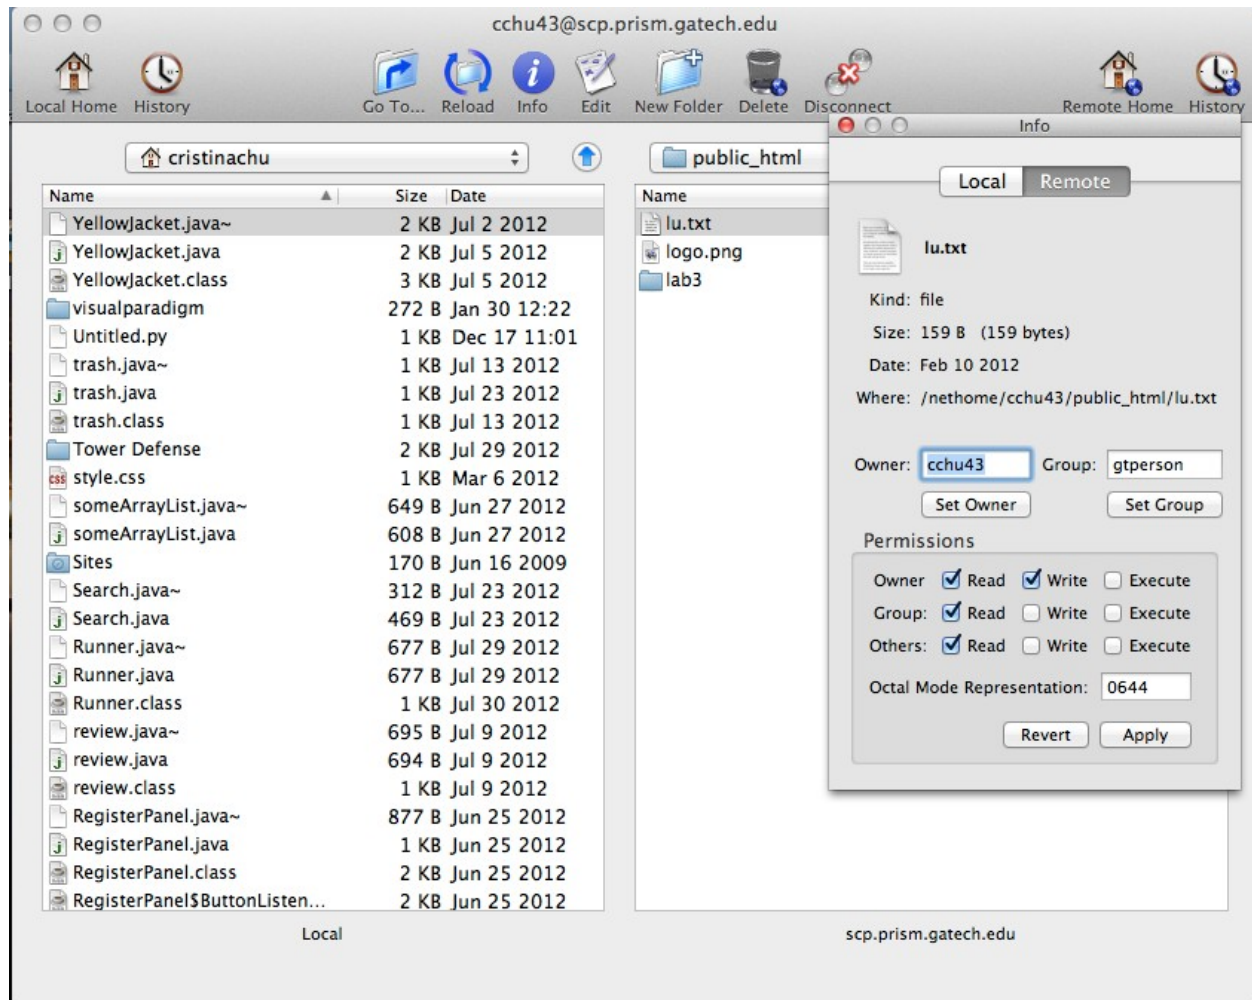 cchu43@scp.prism.gatech.edu
Local Home History Go To... Reload Info Edit New Folder Delete Disconnect Remote Home History
cristinachu
public_html
Name Size Date
YellowJacket.java~ 2 KB Jul 2 2012
YellowJacket.java 2 KB Jul 5 2012
YellowJacket.class 3 KB Jul 5 2012
visualparadigm 272 B Jan 30 12:22
Untitled.py 1 KB Dec 17 11:01
trash.java~ 1 KB Jul 13 2012
trash.java 1 KB Jul 23 2012
trash.class 1 KB Jul 13 2012
Tower Defense 2 KB Jul 29 2012
style.css 1 KB Mar 6 2012
someArrayList.java~ 649 B Jun 27 2012
someArrayList.java 608 B Jun 27 2012
Sites 170 B Jun 16 2009
Search.java~ 312 B Jul 23 2012
Search.java 469 B Jul 23 2012
Runner.java~ 677 B Jul 29 2012
Runner.java 677 B Jul 29 2012
Runner.class 1 KB Jul 30 2012
review.java~ 695 B Jul 9 2012
review.java 694 B Jul 9 2012
review.class 1 KB Jul 9 2012
RegisterPanel.java~ 877 B Jun 25 2012
RegisterPanel.java 1 KB Jun 25 2012
RegisterPanel.class 2 KB Jun 25 2012
RegisterPanel$ButtonListen... 2 KB Jun 25 2012
Local
Name
lu.txt
logo.png
lab3
scp.prism.gatech.edu
Info
Local Remote
lu.txt
Kind: file
Size: 159 B (159 bytes)
Date: Feb 10 2012
Where: /nethome/cchu43/public_html/lu.txt
Owner: cchu43 Group: gtperson
Set Owner Set Group
Permissions
Owner Read Write Execute
Group: Read Write Execute
Others: Read Write Execute
Octal Mode Representation: 0644
Revert Apply